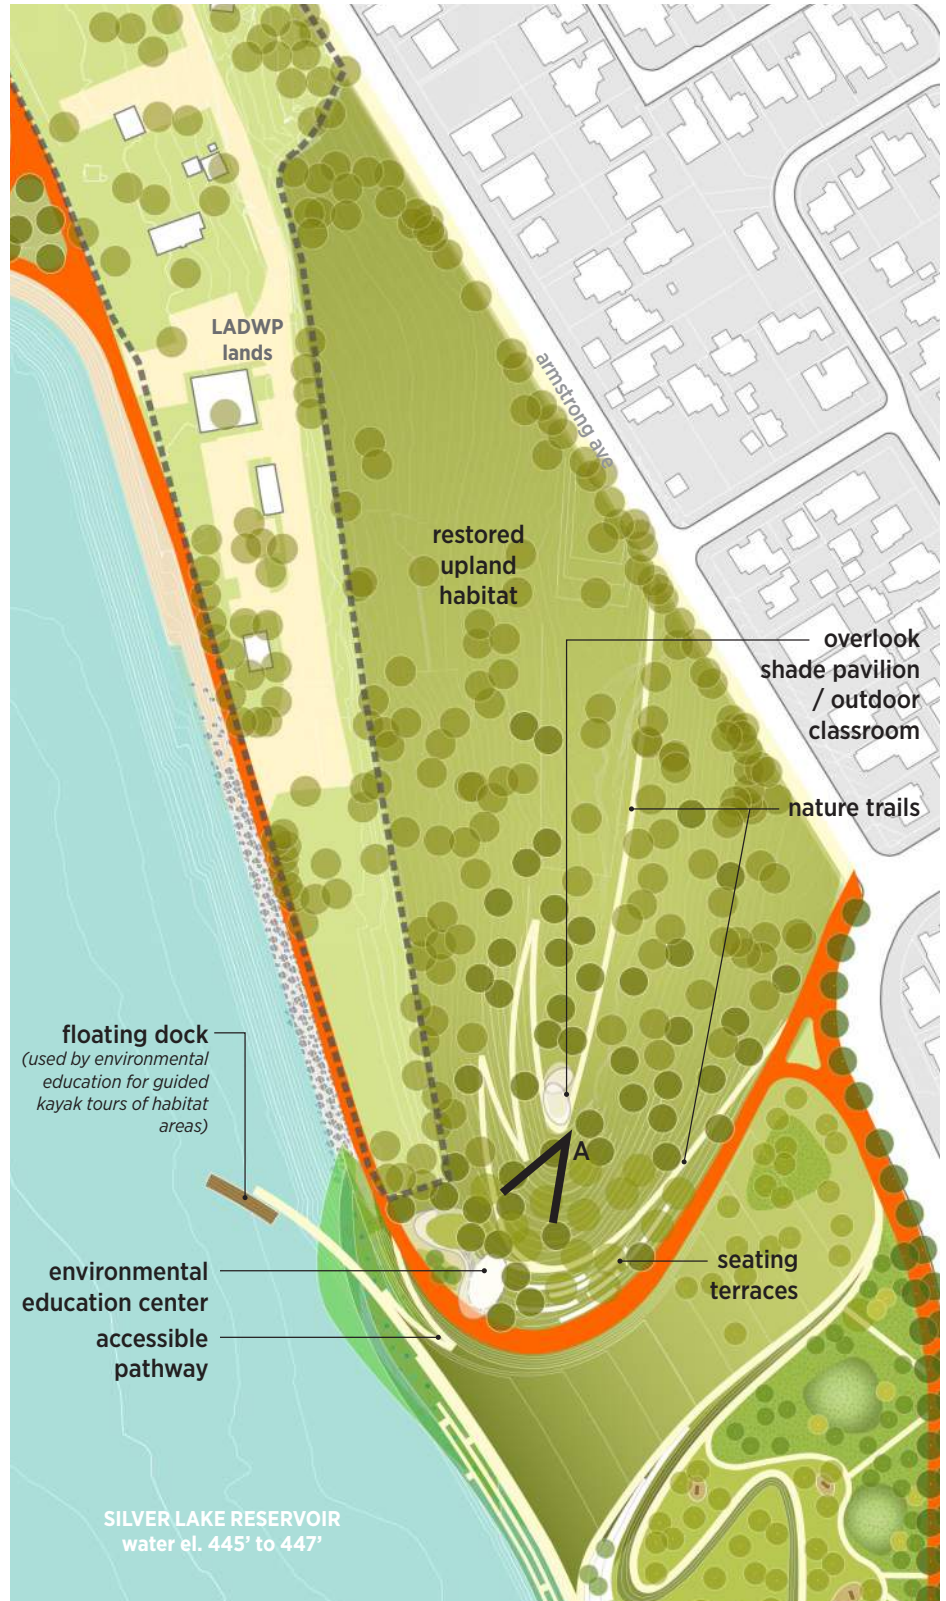 LADWP
lands
armstrong ave
restored
upland
habitat
overlook
shade pavilion
/ outdoor
classroom
nature trails
floating dock
(used by environmental
education for guided
kayak tours of habitat
areas)
A
environmental
education center
seating
terraces
accessible
pathway
SILVER LAKE RESERVOIR
water el. 445’ to 447’